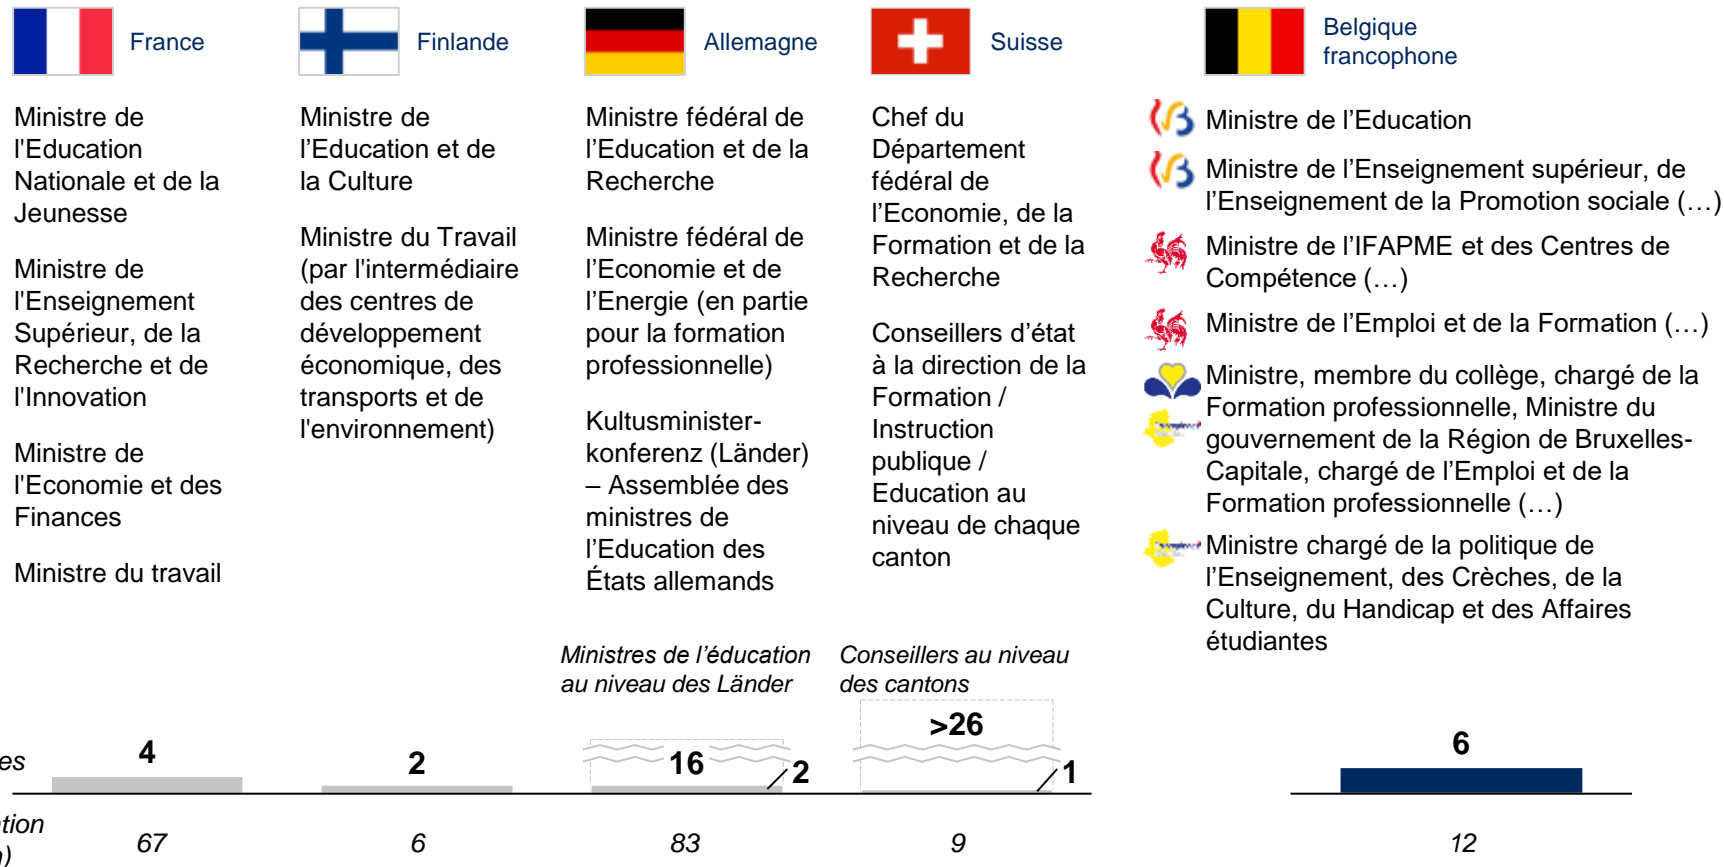 France
Ministre de
l'Education
Nationale et de la
Jeunesse
Ministre de
l'Enseignement
Supérieur, de la
Recherche et de
l'Innovation
Ministre de
l'Economie et des
Finances
Ministre du travail
Finlande
Ministre de
l’Education et de
la Culture
Ministre du Travail
(par l'intermédiaire
des centres de
développement
économique, des
transports et de
l'environnement)
Allemagne
Ministre fédéral de
l’Education et de la
Recherche
Ministre fédéral de
l’Economie et de
l’Energie (en partie
pour la formation
professionnelle)
Kultusminister-
konferenz (Länder)
– Assemblée des
ministres de
l’Education des
États allemands
Suisse
Chef du
Département
fédéral de
l’Economie, de la
Formation et de la
Recherche
Conseillers d’état
à la direction de la
Formation /
Instruction
publique /
Education au
niveau de chaque
canton
Belgique
francophone
Ministre de l’Education
Ministre de l’Enseignement supérieur, de
l’Enseignement de la Promotion sociale (…)
Ministre de l’IFAPME et des Centres de
Compétence (…)
Ministre de l’Emploi et de la Formation (…)
Ministre, membre du collège, chargé de la
Formation professionnelle, Ministre du
gouvernement de la Région de Bruxelles-
Capitale, chargé de l’Emploi et de la
Formation professionnelle (…)
Ministre chargé de la politique de
l’Enseignement, des Crèches, de la
Culture, du Handicap et des Affaires
étudiantes
Ministres de l’éducation
au niveau des Länder
Conseillers au niveau
des cantons
4
2
16
2
>26
1
6
67
6
83
9
12